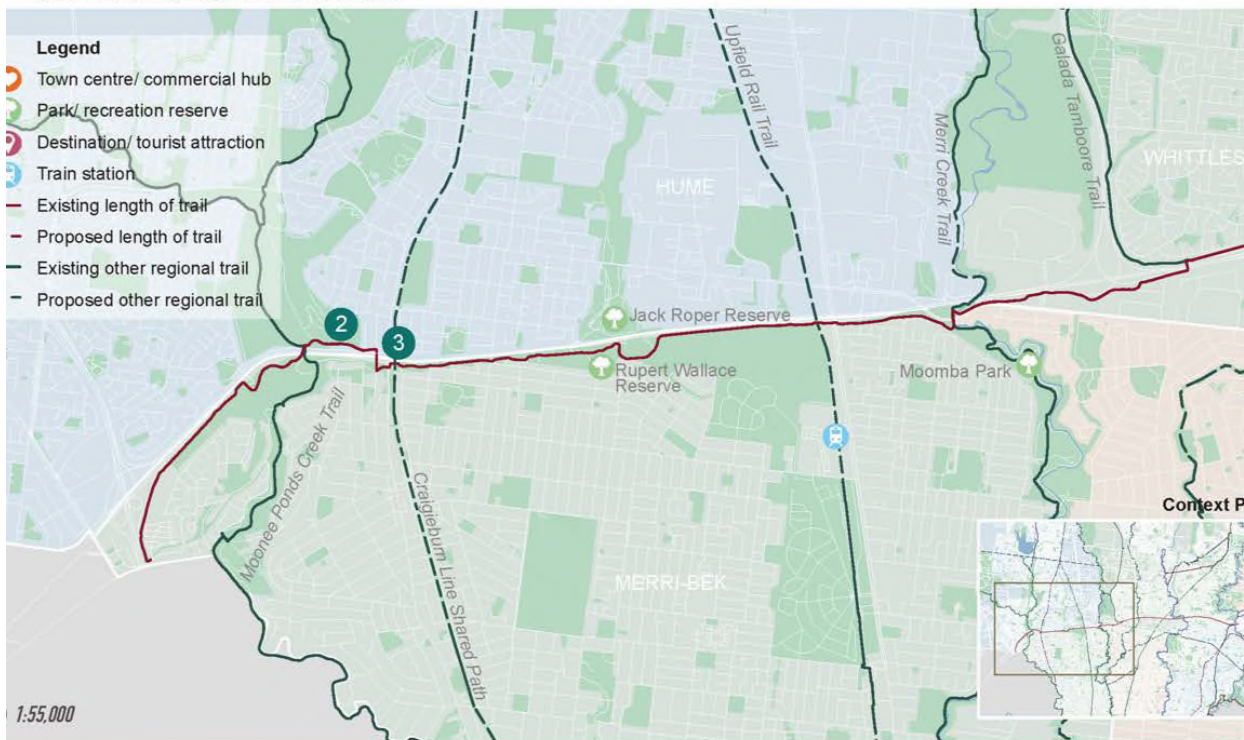 Legend
Town centre/ commercial hub
Park/ recreation reserve
Destination/ tourist attraction
Train station
Existing length of trail
Proposed length of trail
Existing other regional trail
Proposed other regional trail
Upfield Rail Trail
Merri Creek Trail
Galada Tamboore Trail
WHITTLES
HUME
2
3
Jack Roper Reserve
Rupert Wallace
Reserve
Moomba Park
Moonee Ponds Creek Trail
Craigieburn Line Shared Path
MERRI-BEK
Context P
1:55,000